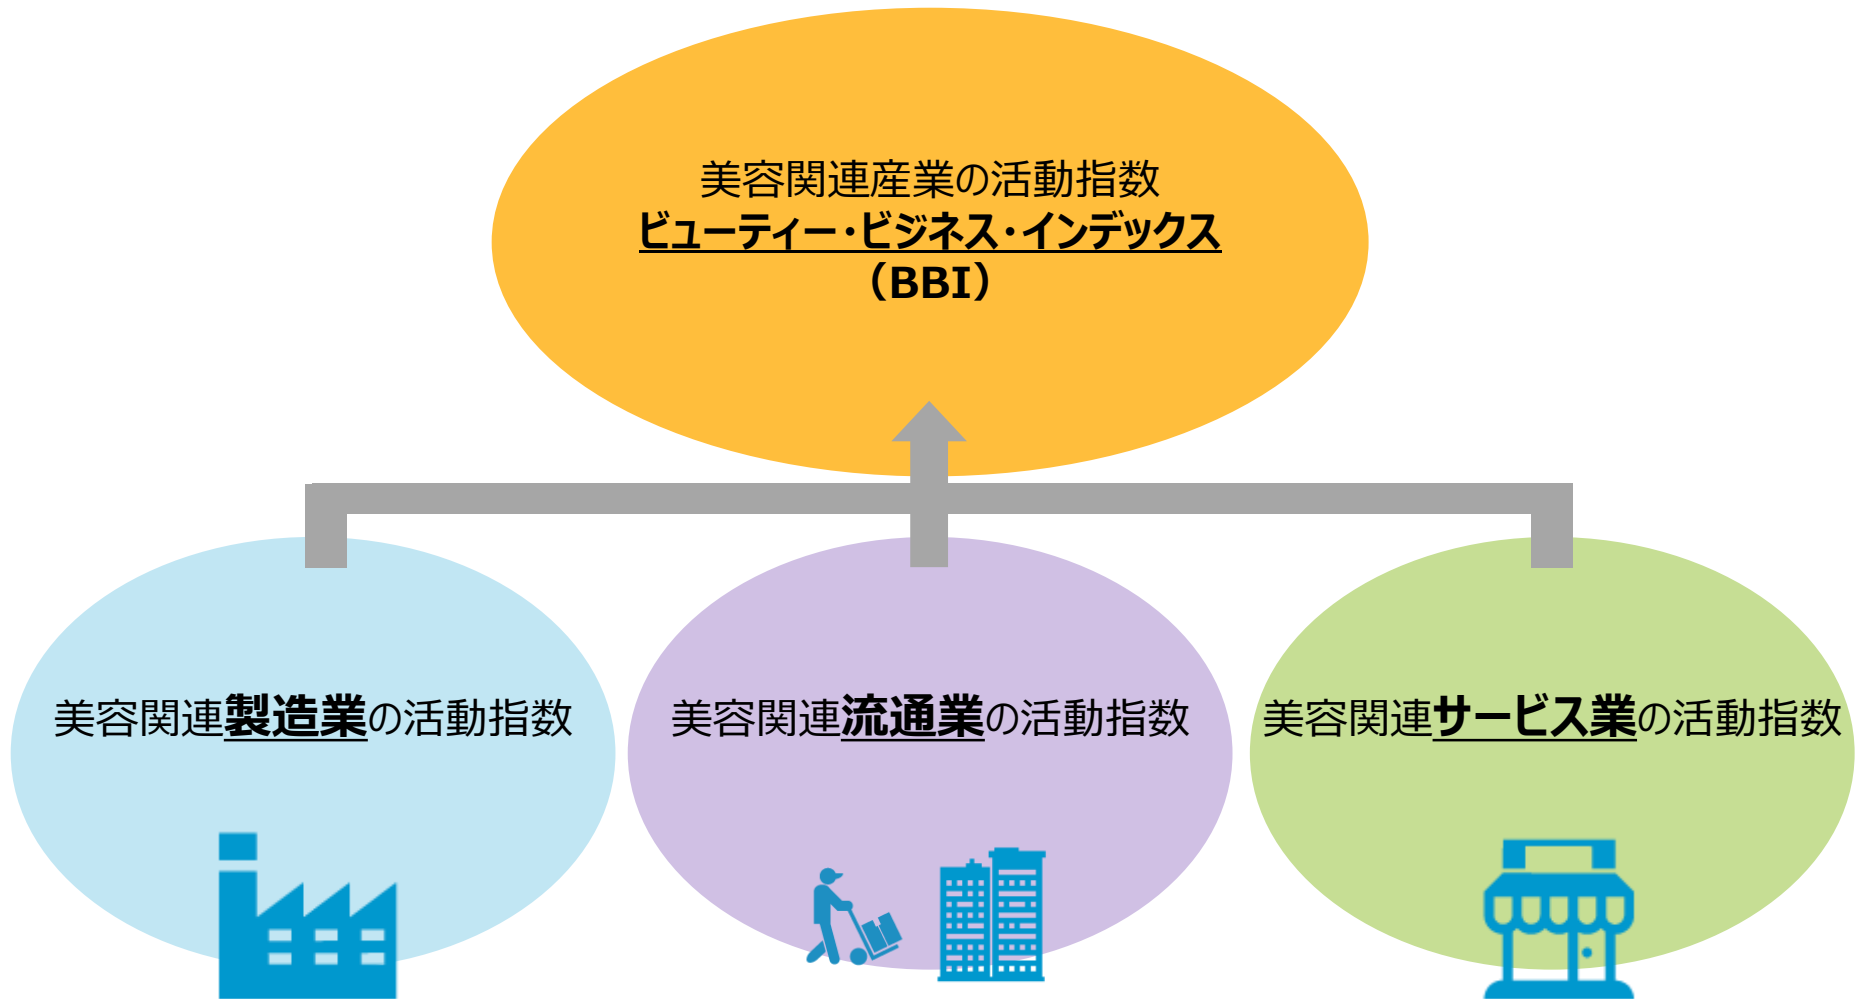 美容関連産業の活動指数
ビューティー・ビジネス・インデックス
（BBI）
美容関連製造業の活動指数
美容関連流通業の活動指数
美容関連サービス業の活動指数